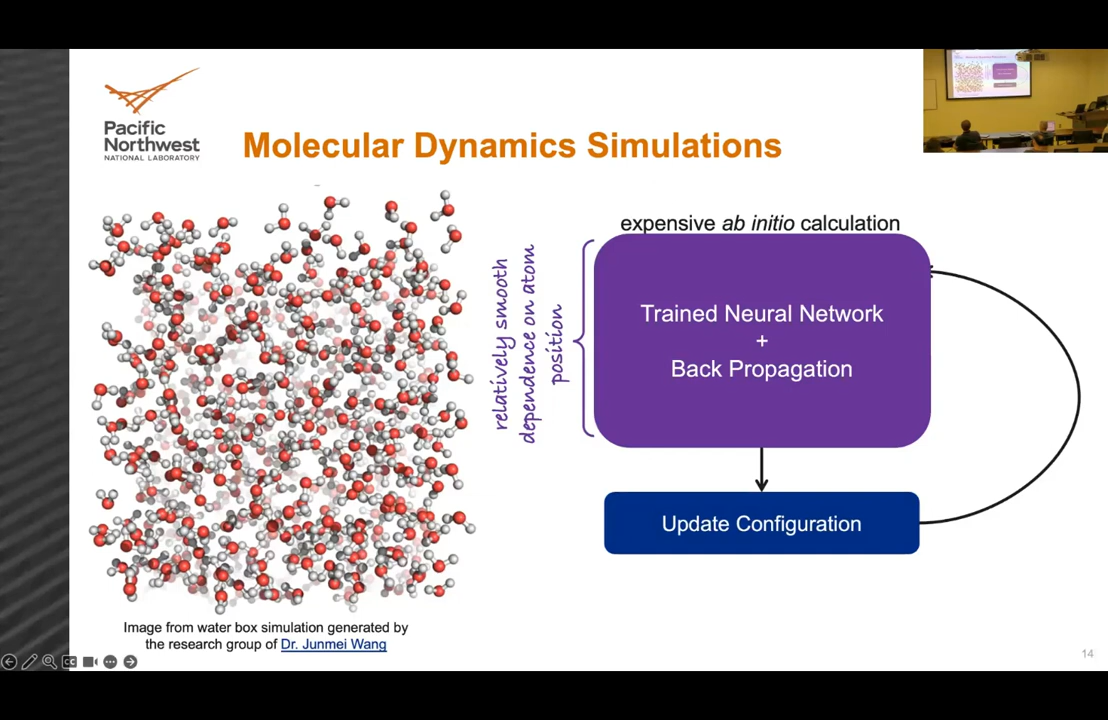 Pacific
Northwest
NATIONAL LABORATORY
Molecular Dynamics Simulations
expensive ab initio calculation
relatively smooth
dependence on atom
position
Trained Neural Network
+
Back Propagation
Update Configuration
Image from water box simulation generated by
the research group of Dr. Junmei Wang
CC
14